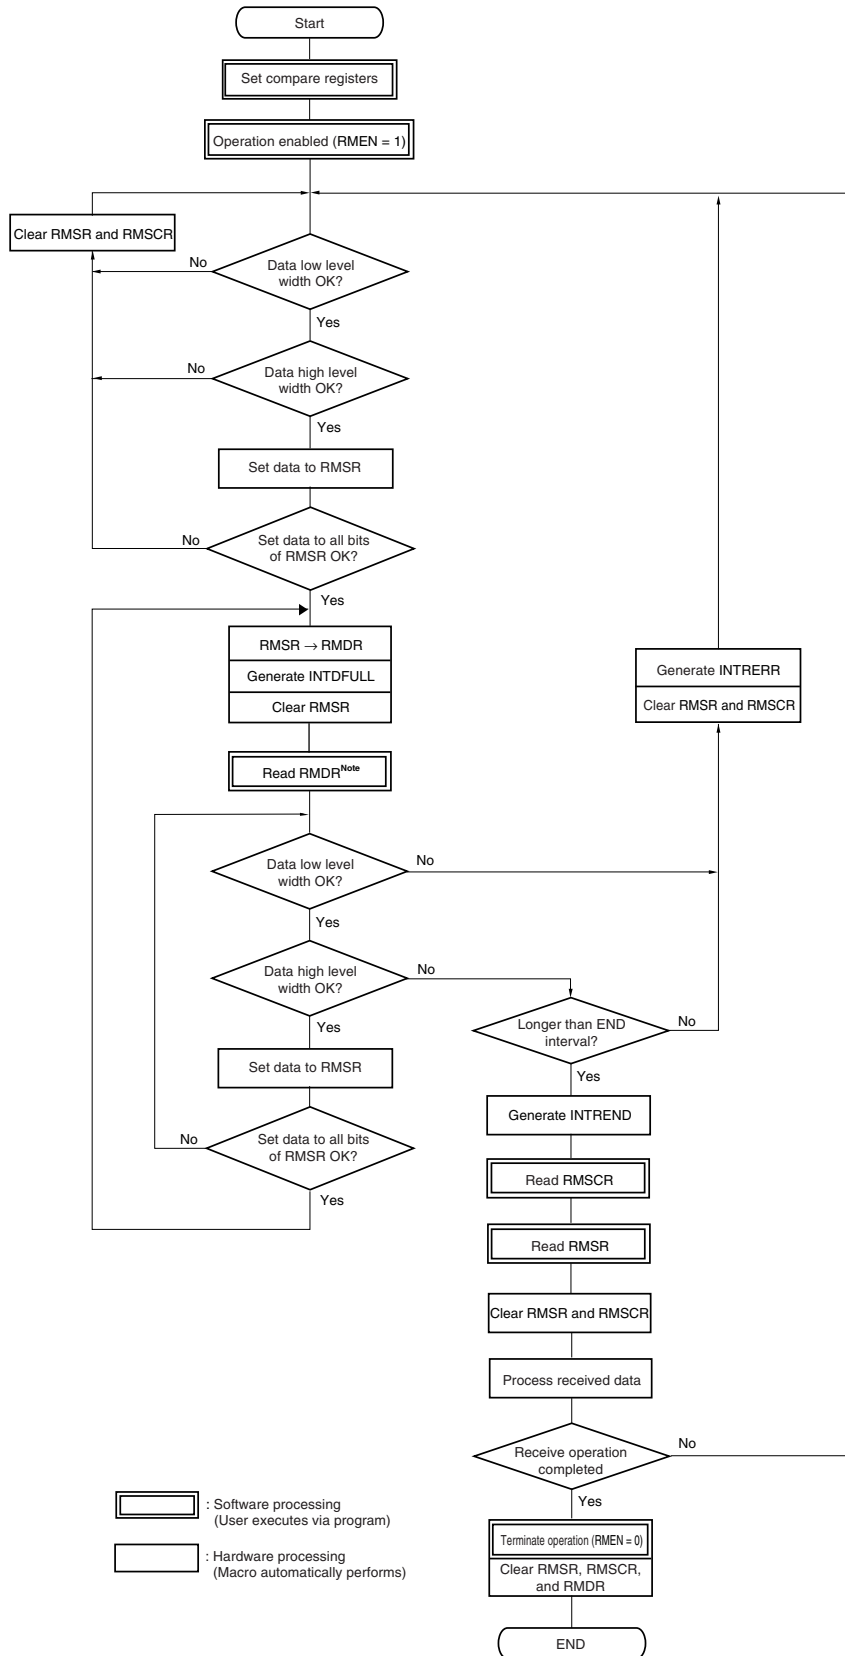 Start
Set compare registers
Operation enabled (RMEN = 1)
Clear RMSR and RMSCR
No
Data low level
width OK?
Yes
No
Data high level
width OK?
Yes
Set data to RMSR
No
Set data to all bits
of RMSR OK?
Yes
RMSR → RMDR
Generate INTDFULL
Clear RMSR
Generate INTRERR
Clear RMSR and RMSCR
Read RMDRNote
Data low level
width OK?
No
Yes
Data high level
width OK?
No
Yes
Longer than END
interval?
No
Yes
Set data to RMSR
Generate INTREND
No
Set data to all bits
of RMSR OK?
Yes
Read RMSCR
Read RMSR
Clear RMSR and RMSCR
Process received data
Receive operation
completed
No
Yes
: Software processing
(User executes via program)
Terminate operation (RMEN = 0)
Clear RMSR, RMSCR,
and RMDR
: Hardware processing
(Macro automatically performs)
END